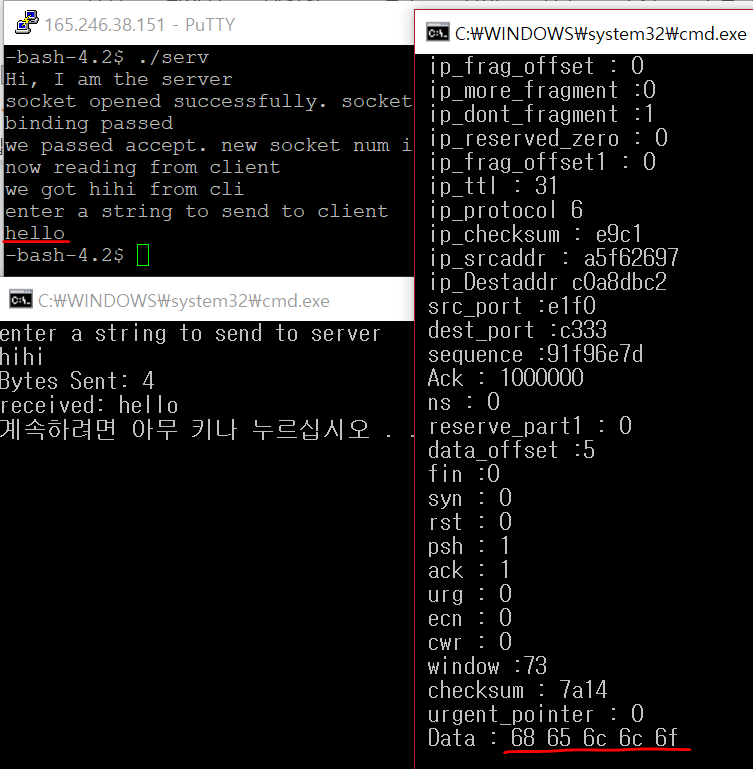 165.246.38.151 - PuTTY
-bash-4.2$ ./serv
Hi, I am the server
socket opened successfully. socket
binding passed
we passed accept. new socket num i
now reading from client
we got hihi from cli
enter a string to send to client
hello
-bash-4.2$
C:₩WINDOWS₩system32₩cmd.exe
enter a string to send to server
hihi
Bytes Sent: 4
received: hello
계속하려면 아무 키나 누르십시오 . .
C:₩WINDOWS₩system32₩cmd.exe
ip_frag_offset : 0
ip_more_fragment :0
ip_dont_fragment :1
ip_reserved_zero : 0
ip_frag_offset1 : 0
ip_ttl : 31
ip_protocol 6
ip_checksum : e9c1
ip_srcaddr : a5f62697
ip_Destaddr c0a8dbc2
src_port :e1f0
dest_port :c333
sequence :91f96e7d
Ack : 1000000
ns : 0
reserve_part1 : 0
data_offset :5
fin :0
syn : 0
rst : 0
psh : 1
ack : 1
urg : 0
ecn : 0
cwr : 0
window :73
checksum : 7a14
urgent_pointer : 0
Data : 68 65 6c 6c 6f